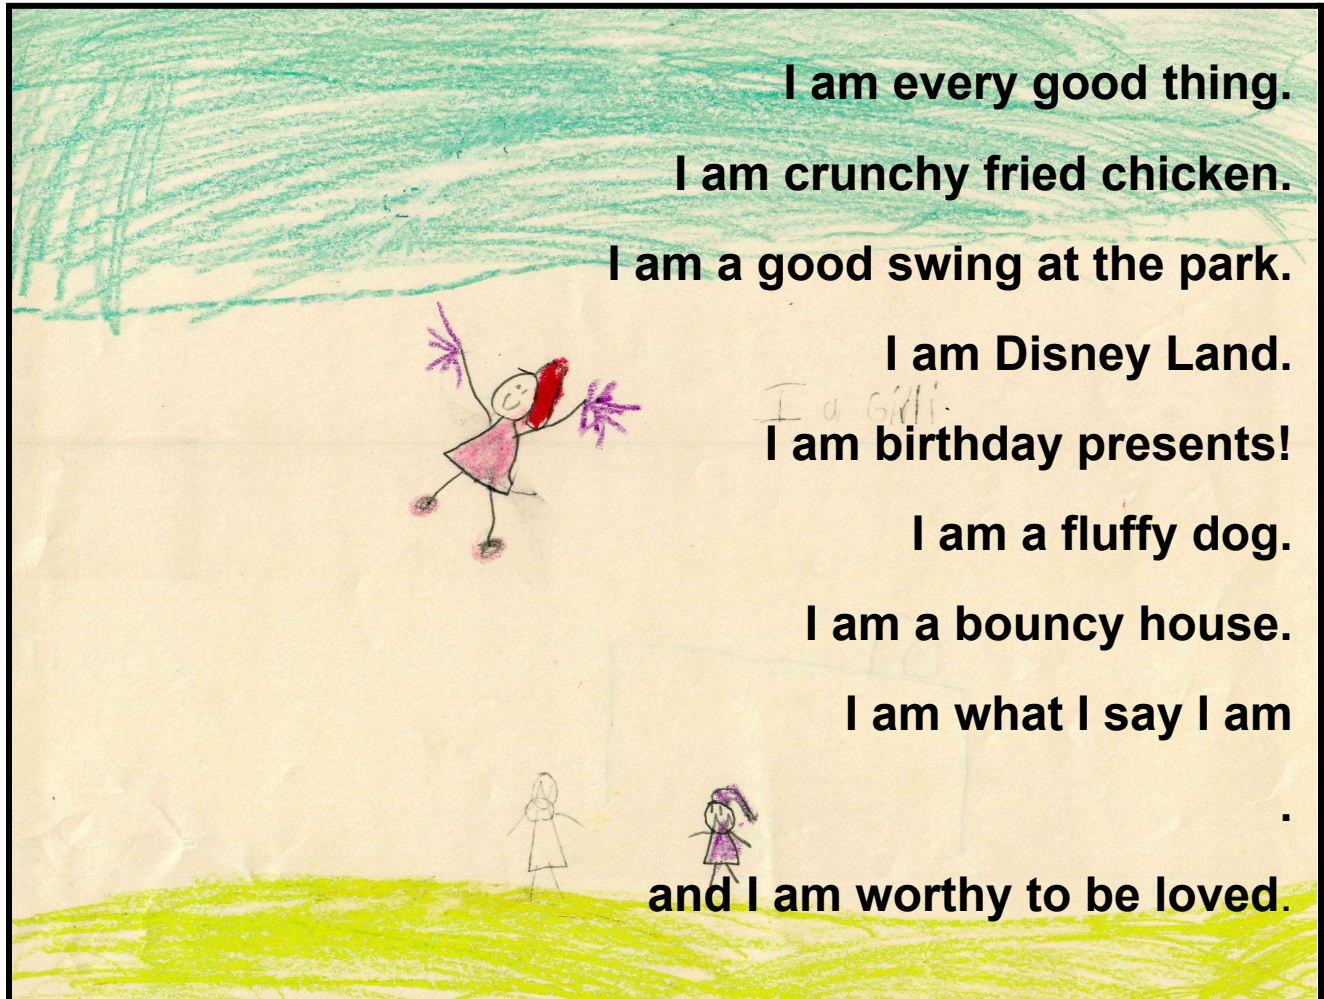 I am every good thing.
I am crunchy fried chicken.
I am a good swing at the park.
I am Disney Land.
I a Girl
I am birthday presents!
I am a fluffy dog.
I am a bouncy house.
I am what I say I am
.
and I am worthy to be loved.